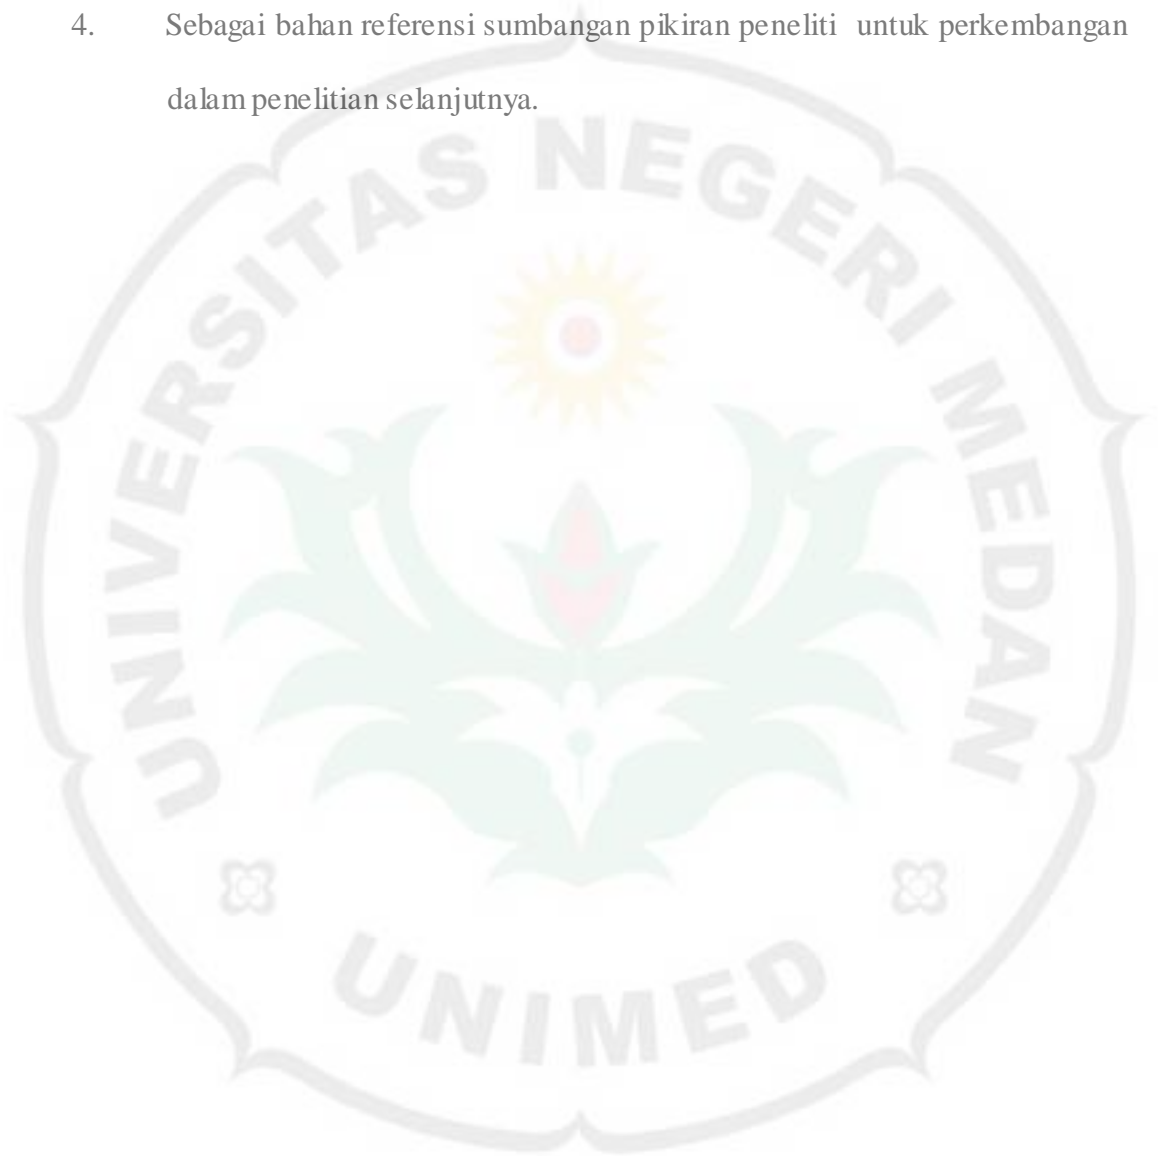 4. Sebagai bahan referensi sumbangan pikiran peneliti untuk perkembangan
dalam penelitian selanjutnya.
UNIVERSITAS NEGERI MEDAN
UNIMED